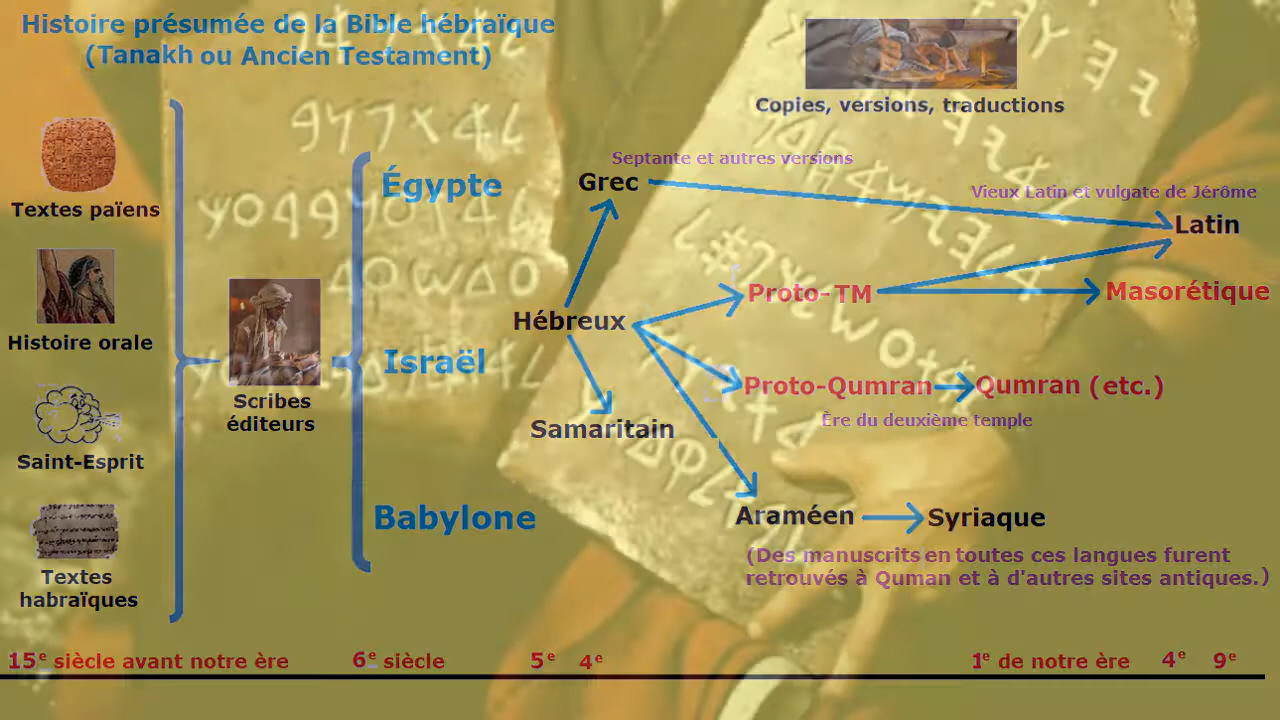 Histoire présumée de la Bible hébraïque
(Tanakh ou Ancien Testament)
Copies, versions, traductions
Textes païens
Histoire orale
Saint-Esprit
Textes
habraïques
Scribes
éditeurs
Égypte
Israël
Babylone
Septante et autres versions
Grec
Vieux Latin et vulgate de Jérôme
Latin
Hébreux
Proto-TM
Masorétique
Proto-Qumran
Qumran (etc.)
Ère du deuxième temple
Samaritain
Araméen
Syriaque
(Des manuscrits en toutes ces langues furent
retrouvés à Quman et à d'autres sites antiques.)
15e siècle avant notre ère
6e siècle
5e
4e
1e de notre ère
4e
9e